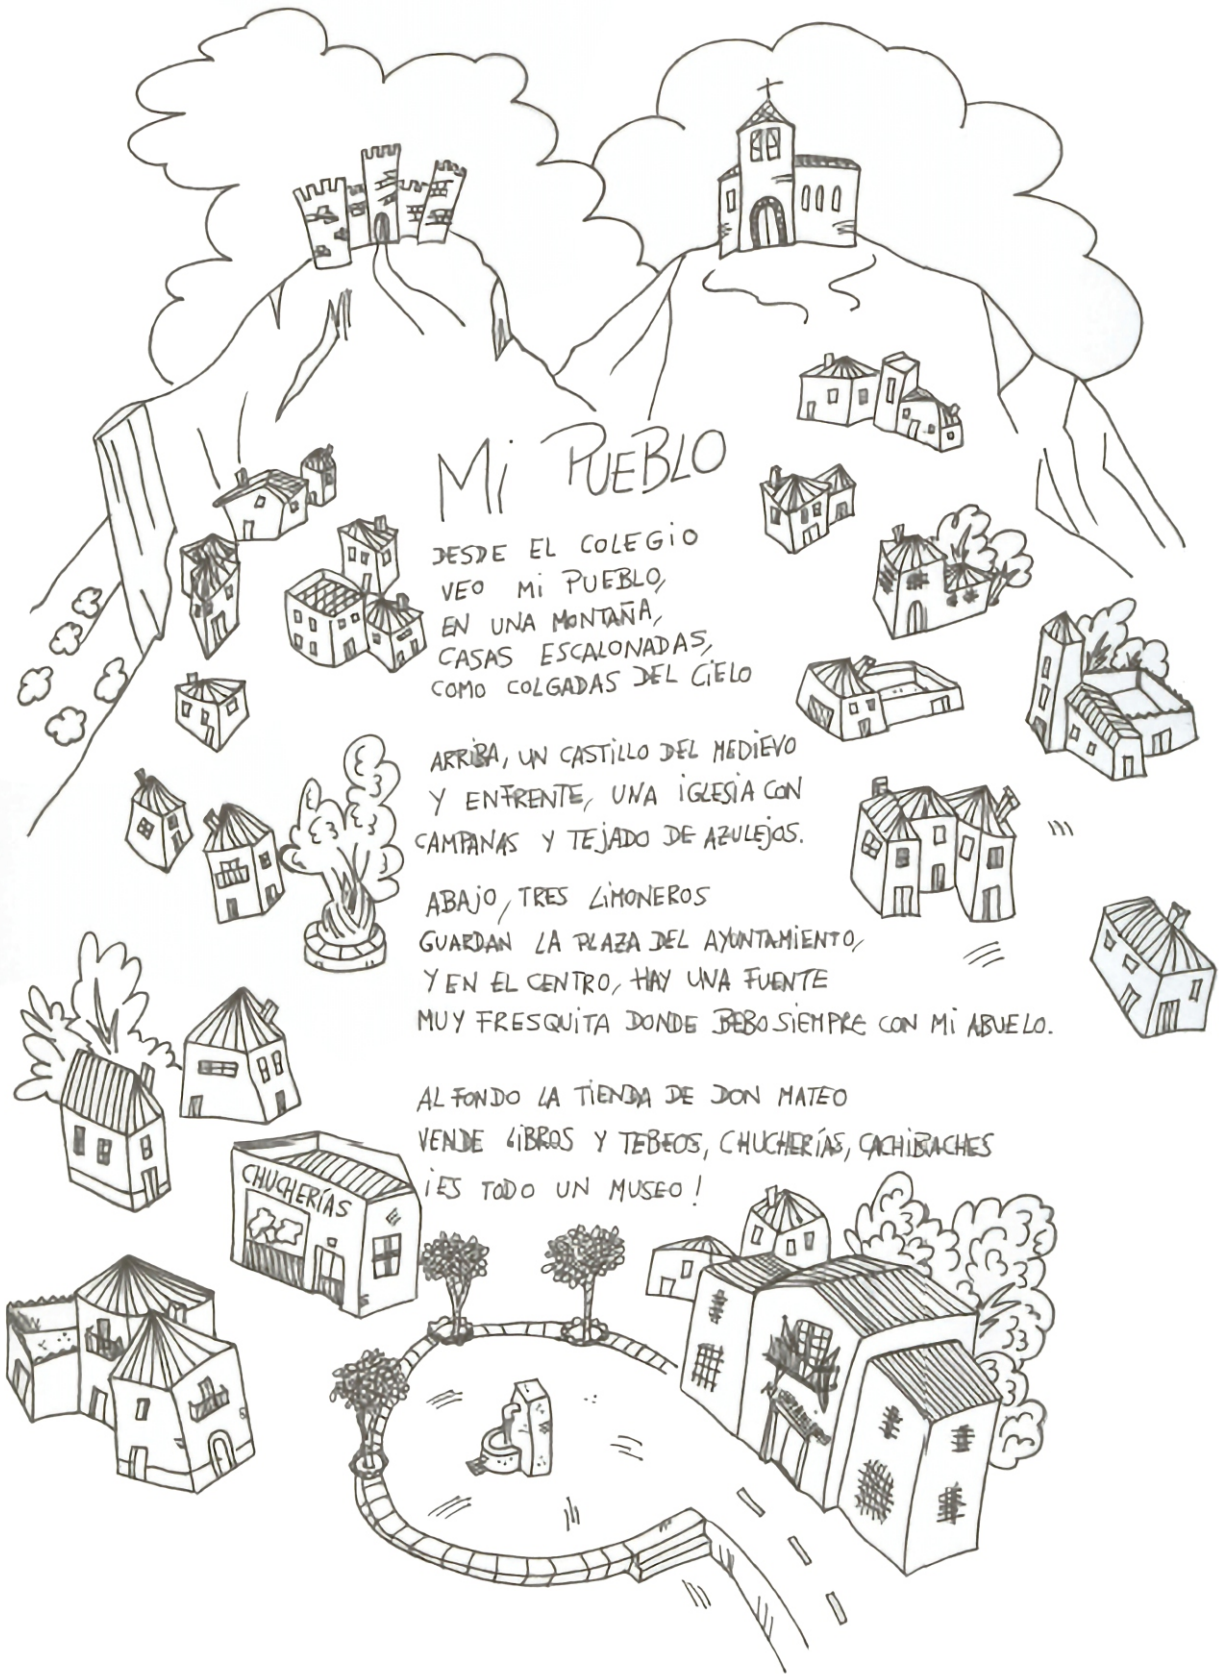 Mi PUEBLO
DESDE EL COLEGiO
VEO Mi PUEBLO,
EN UNA MONTAÑA,
CASAS ESCALONADAS,
COMO COLGADAS DEL CiELO
ARRiBA, UN CASTILLO DEL MEDIEVO
Y ENFRENTE, UNA iGLESiA CON
CAMPANAS Y TEJADO DE AZULEJOS.
ABAJO, TRES LiMONEROS
GUARDAN LA PLAZA DEL AYUNTAMIENTO,
Y EN EL CENTRO, HAY UNA FUENTE
MUY FRESQUiTA DONDE BEBO SiEMPRE CON Mi ABUELO.
AL FONDO LA TiENDA DE DON MATEO
VENDE LiBROS Y TEBEOS, CHUCHERÍAS, CACHiBACHES
¡ES TODO UN MUSEO!
CHUCHERÍAS